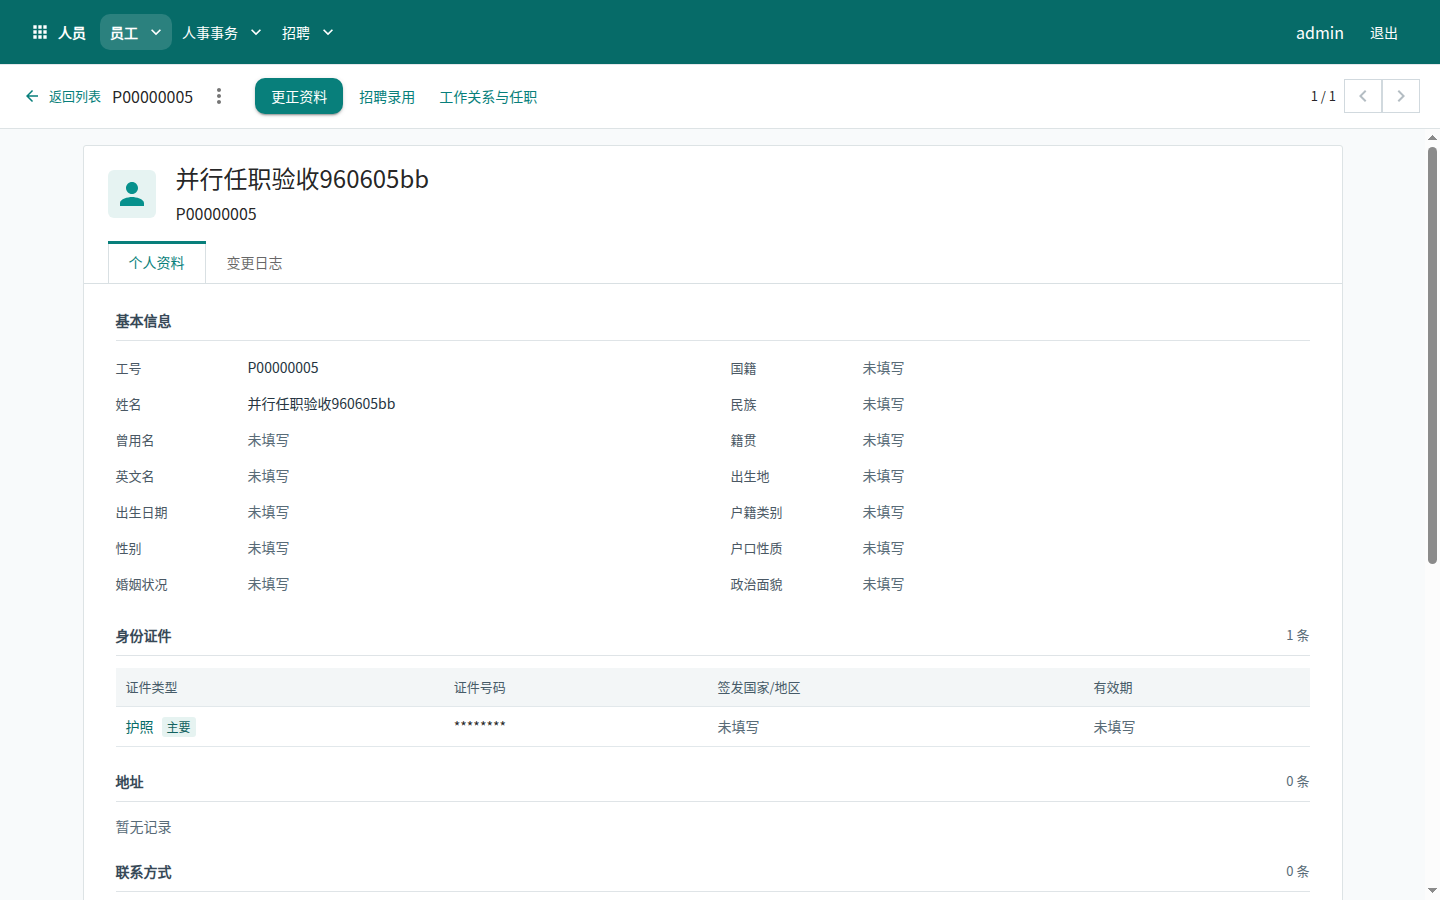 人员 员工 人事事务 招聘 admin 退出
返回列表 P00000005 更正资料 招聘录用 工作关系与任职 1 / 1
并行任职验收960605bb
P00000005
个人资料 变更日志
基本信息
工号 P00000005 国籍 未填写
姓名 并行任职验收960605bb 民族 未填写
曾用名 未填写 籍贯 未填写
英文名 未填写 出生地 未填写
出生日期 未填写 户籍类别 未填写
性别 未填写 户口性质 未填写
婚姻状况 未填写 政治面貌 未填写
身份证件 1 条
证件类型 证件号码 签发国家/地区 有效期
护照 主要 ******** 未填写 未填写
地址 0 条
暂无记录
联系方式 0 条